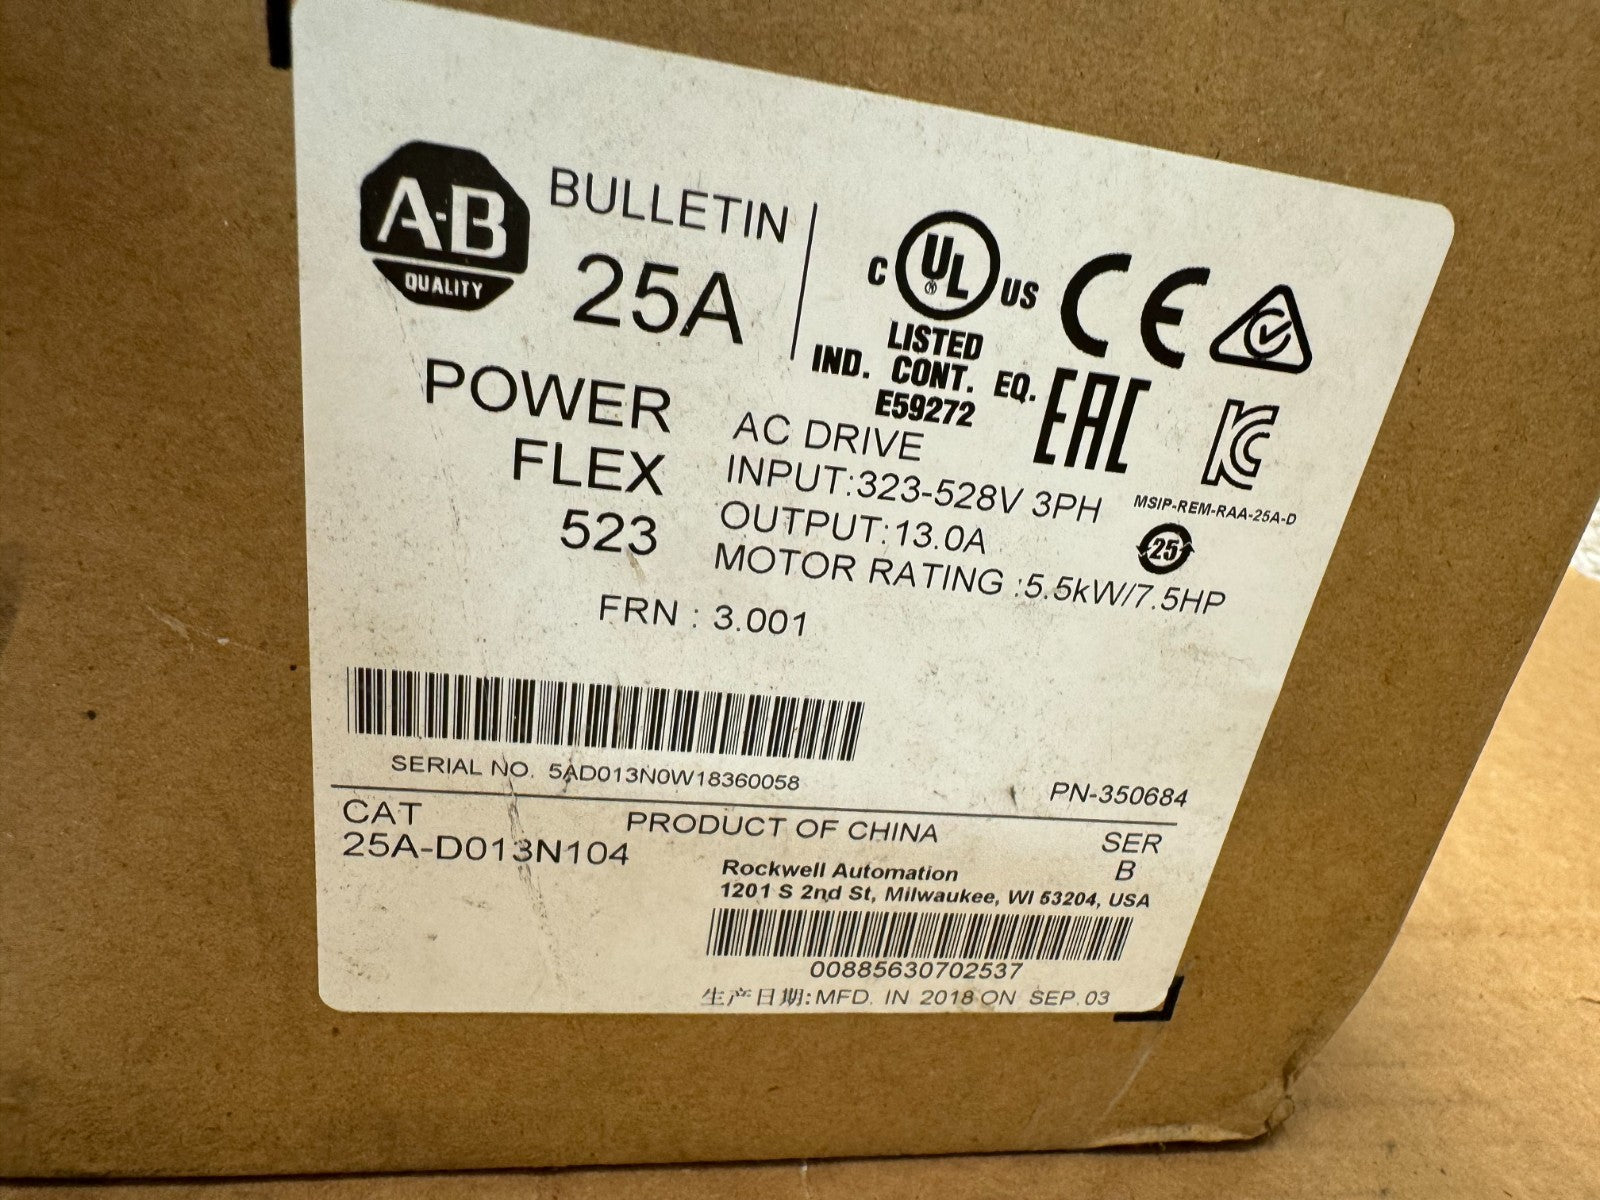 A-B
QUALITY
BULLETIN
25A
POWER
FLEX
523
FRN : 3.001
C UL US
LISTED
IND. CONT. EQ.
E59272
CE
EAC
KC
MSIP-REM-RAA-25A-D
25
AC DRIVE
INPUT:323-528V 3PH
OUTPUT:13.0A
MOTOR RATING :5.5kW/7.5HP
SERIAL NO. 5AD013N0W18360058
PN-350684
CAT
25A-D013N104
PRODUCT OF CHINA
SER
B
Rockwell Automation
1201 S 2nd St, Milwaukee, WI 53204, USA
00885630702537
生产日期:MFD. IN 2018 ON SEP.03